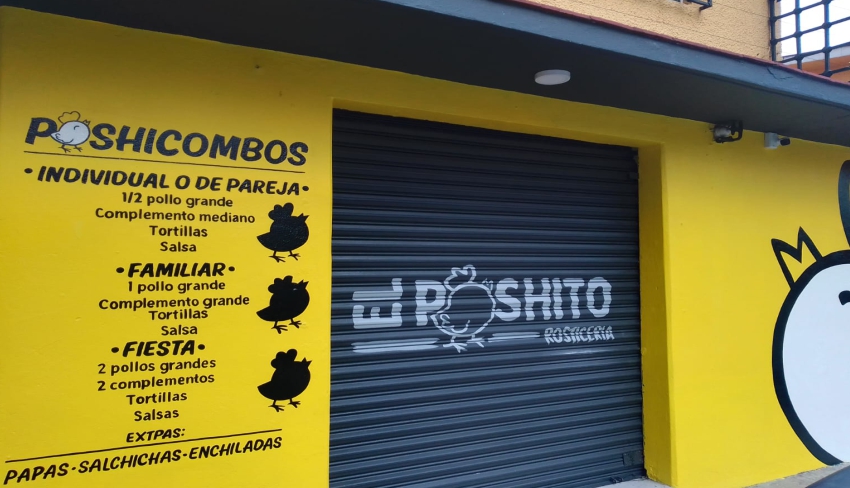 POSHICOMBOS
• INDIVIDUAL O DE PAREJA •
1/2 pollo grande
Complemento mediano
Tortillas
Salsa
• FAMILIAR •
1 pollo grande
Complemento grande
Tortillas
Salsa
• FIESTA •
2 pollos grandes
2 complementos
Tortillas
Salsas
EXTPAS:
PAPAS · SALCHICHAS · ENCHILADAS
EL POSHITO
ROSTICERIA